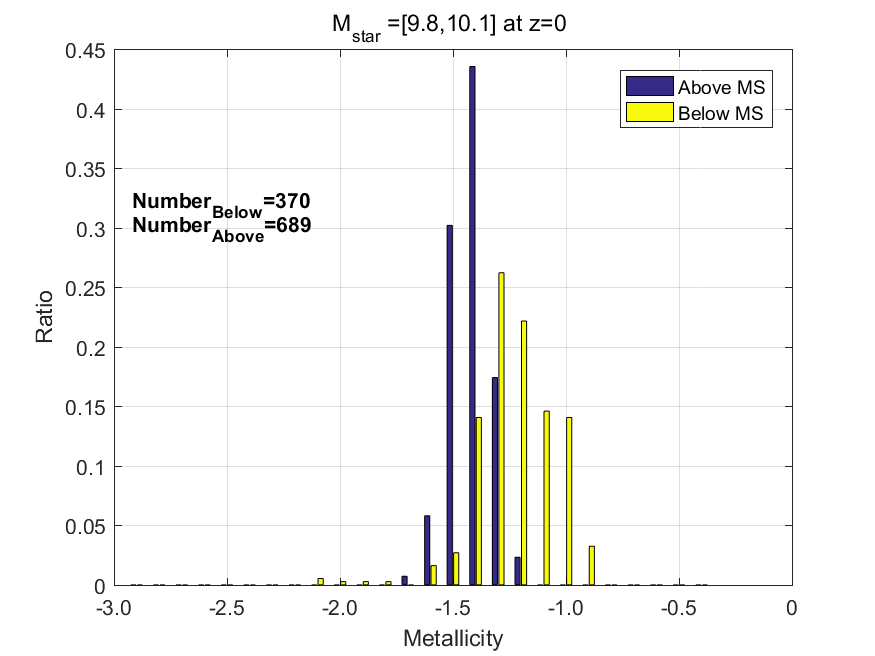 M_star =[9.8,10.1] at z=0
0.45
Above MS
Below MS
0.4
0.35
Number_Below=370
Number_Above=689
0.3
0.25
Ratio
0.2
0.15
0.1
0.05
0
-3.0 -2.5 -2.0 -1.5 -1.0 -0.5 0
Metallicity